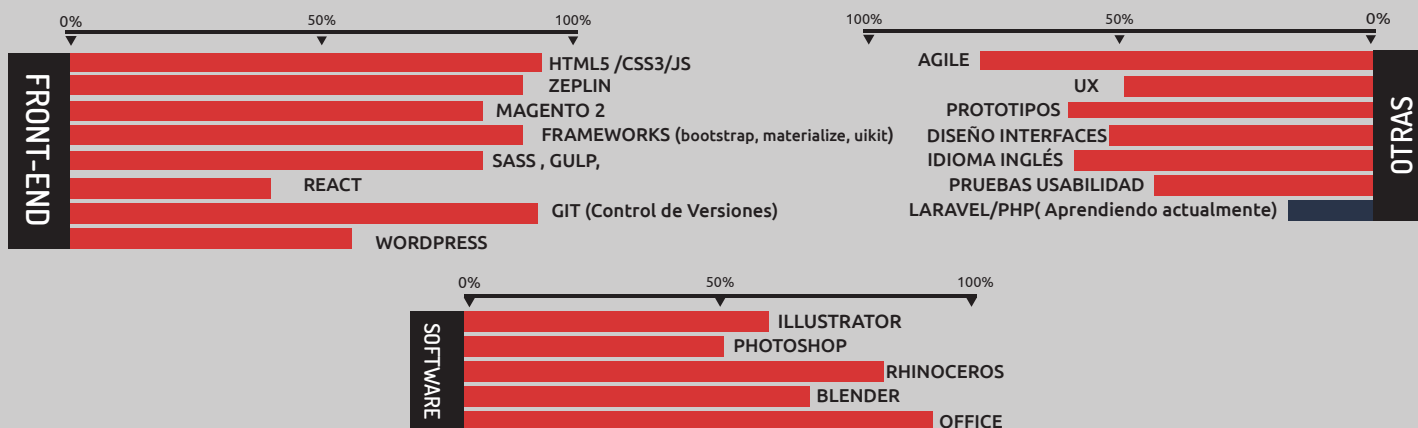 0% 50% 100%
FRONT-END
HTML5 /CSS3/JS
ZEPLIN
MAGENTO 2
FRAMEWORKS (bootstrap, materialize, uikit)
SASS , GULP,
REACT
GIT (Control de Versiones)
WORDPRESS
100% 50% 0%
OTRAS
AGILE
UX
PROTOTIPOS
DISEÑO INTERFACES
IDIOMA INGLÉS
PRUEBAS USABILIDAD
LARAVEL/PHP( Aprendiendo actualmente)
0% 50% 100%
SOFTWARE
ILLUSTRATOR
PHOTOSHOP
RHINOCEROS
BLENDER
OFFICE